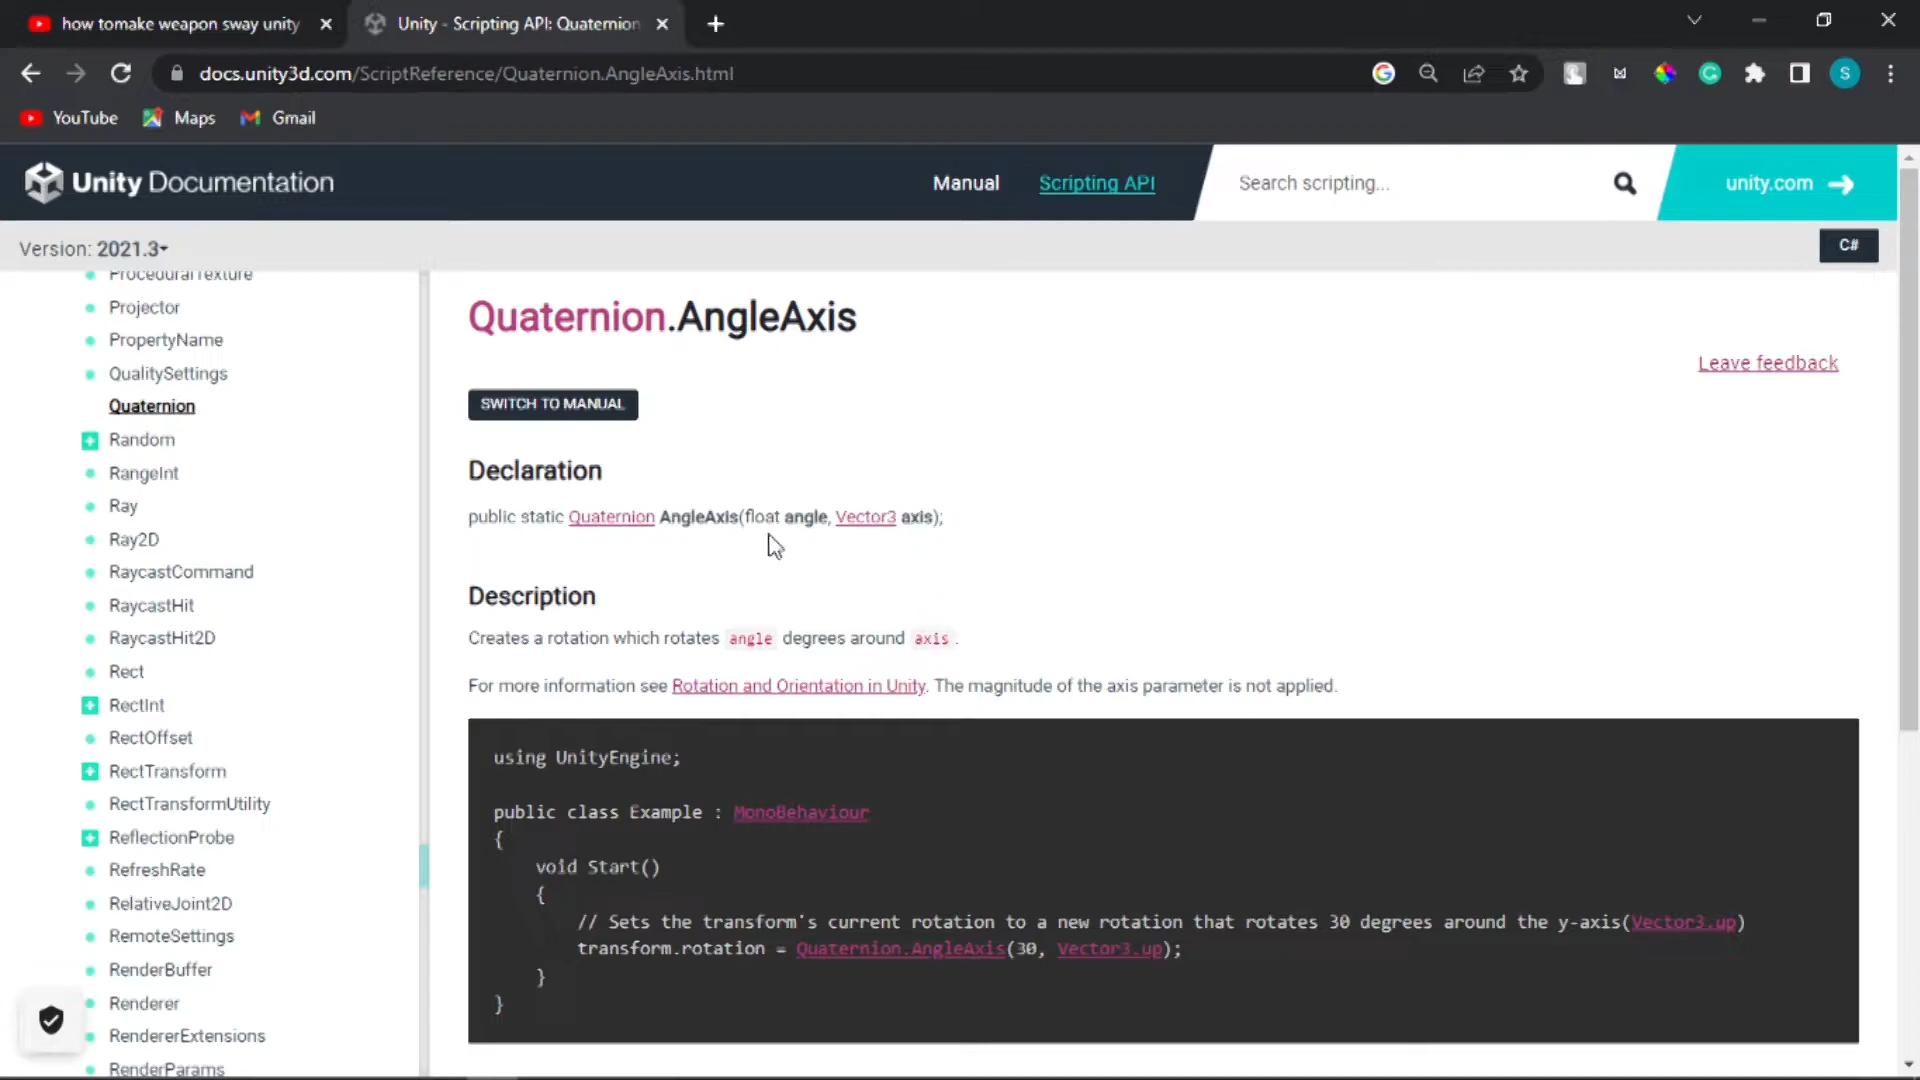 how tomake weapon sway unity
Unity - Scripting API: Quaternion
docs.unity3d.com/ScriptReference/Quaternion.AngleAxis.html
S
YouTube
Maps
Gmail
Unity Documentation
Manual
Scripting API
Search scripting...
unity.com
Version: 2021.3
C#
ProceduralTexture
Projector
PropertyName
QualitySettings
Quaternion
Random
RangeInt
Ray
Ray2D
RaycastCommand
RaycastHit
RaycastHit2D
Rect
RectInt
RectOffset
RectTransform
RectTransformUtility
ReflectionProbe
RefreshRate
RelativeJoint2D
RemoteSettings
RenderBuffer
Renderer
RendererExtensions
RenderParams
Quaternion.AngleAxis
Leave feedback
SWITCH TO MANUAL
Declaration
public static Quaternion AngleAxis(float angle, Vector3 axis);
Description
Creates a rotation which rotates angle degrees around axis .
For more information see Rotation and Orientation in Unity. The magnitude of the axis parameter is not applied.
using UnityEngine;
public class Example : MonoBehaviour
{
void Start()
{
// Sets the transform's current rotation to a new rotation that rotates 30 degrees around the y-axis(Vector3.up)
transform.rotation = Quaternion.AngleAxis(30, Vector3.up);
}
}